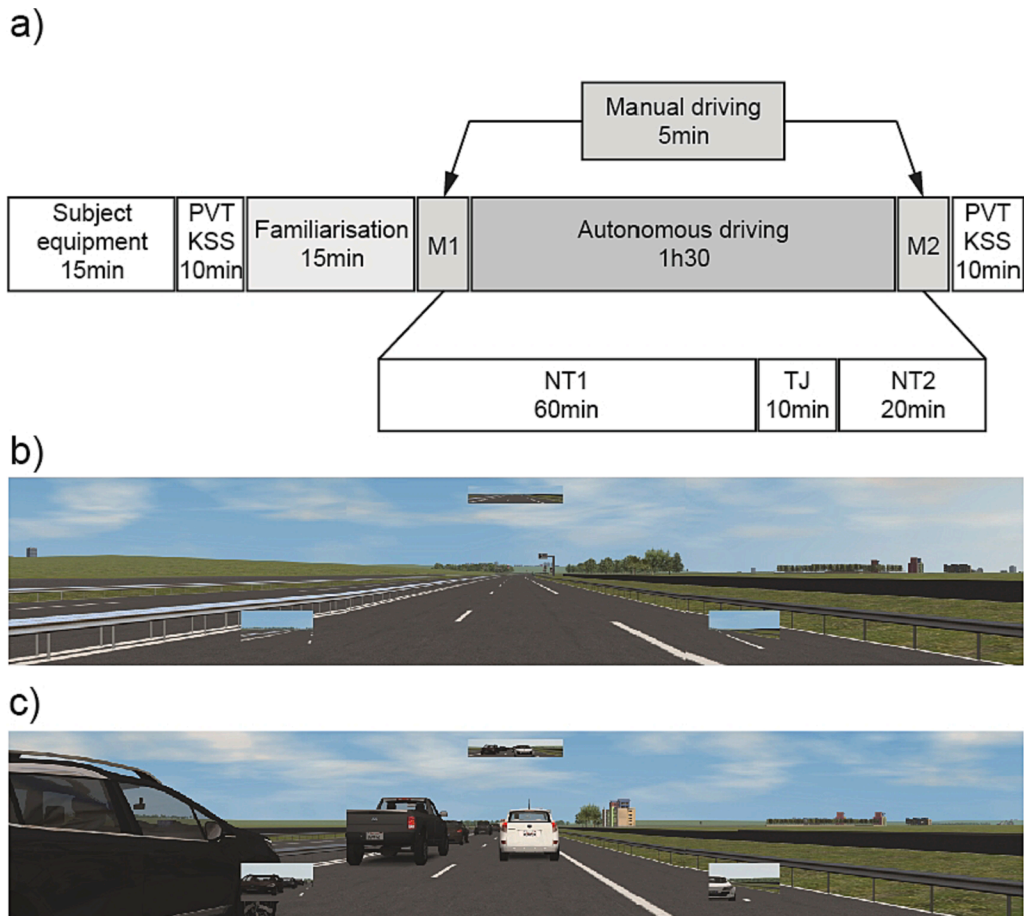 a)
Manual driving
5min
Subject
equipment
15min
PVT
KSS
10min
Familiarisation
15min
M1
Autonomous driving
1h30
M2
PVT
KSS
10min
NT1
60min
TJ
10min
NT2
20min
b)
c)